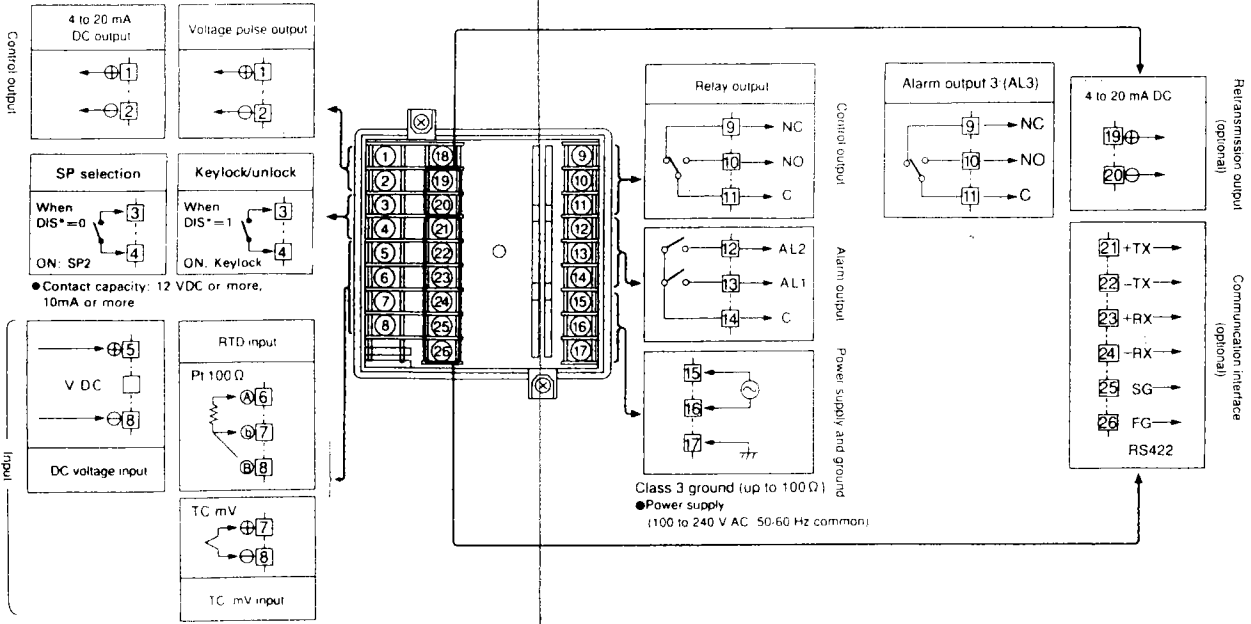 Control output
4 to 20 mA
DC output
⊕ 1
⊖ 2
Voltage pulse output
⊕ 1
⊖ 2
SP selection
When
DIS*=0
3
4
ON: SP2
Keylock/unlock
When
DIS*=1
3
4
ON: Keylock
●Contact capacity: 12 VDC or more,
10mA or more
Input
⊕ 5
V DC
⊖ 8
DC voltage input
RTD input
Pt 100Ω
A 6
b 7
B 8
TC mV
⊕ 7
⊖ 8
TC mV input
1 18 9
2 19 10
3 20 11
4 21 12
5 22 13
6 23 14
7 24 15
8 25 16
26 17
Relay output
9 NC
10 NO
11 C
Control output
12 AL2
13 AL1
14 C
Alarm output
15
16
17
Power supply and ground
Class 3 ground (up to 100Ω)
●Power supply
(100 to 240 V AC 50-60 Hz common)
Alarm output 3 (AL3)
9 NC
10 NO
11 C
4 to 20 mA DC
19 ⊕
20 ⊖
Retransmission output
(optional)
21 +TX
22 -TX
23 +RX
24 -RX
25 SG
26 FG
RS422
Communication interface
(optional)